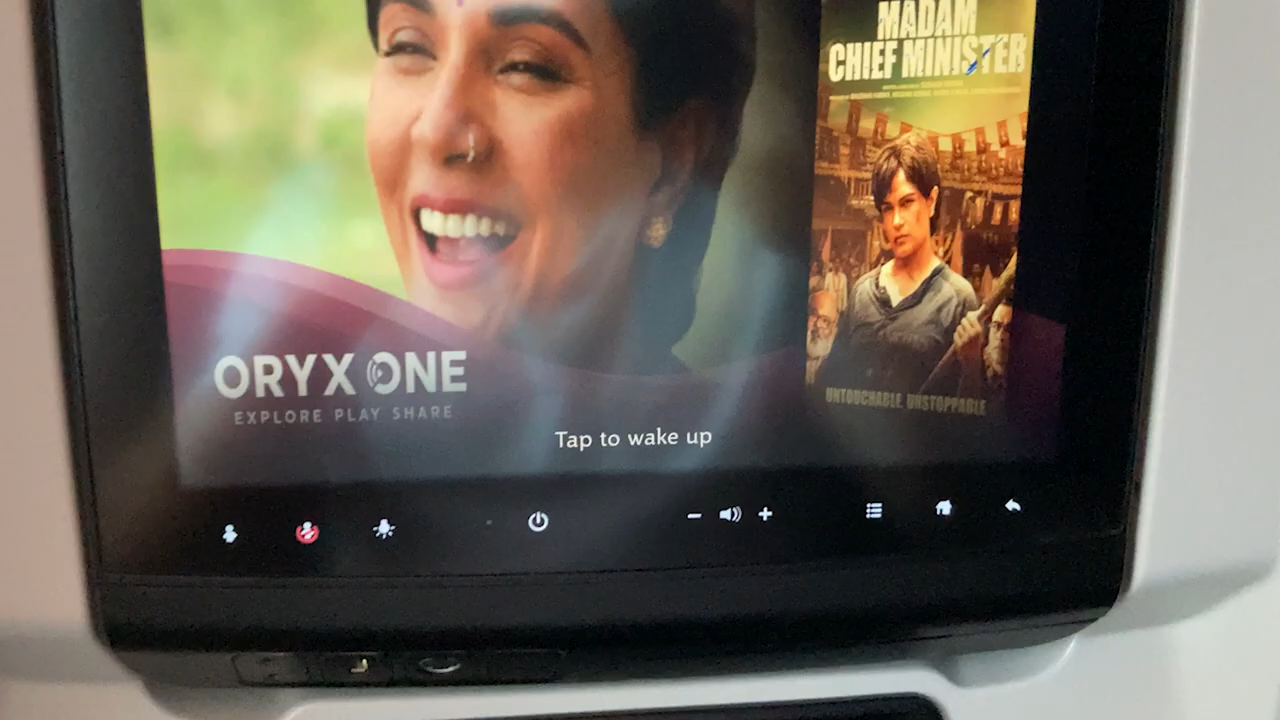 MADAM
CHIEF MINISTER
UNTOUCHABLE. UNSTOPPABLE
ORYX ONE
EXPLORE PLAY SHARE
Tap to wake up